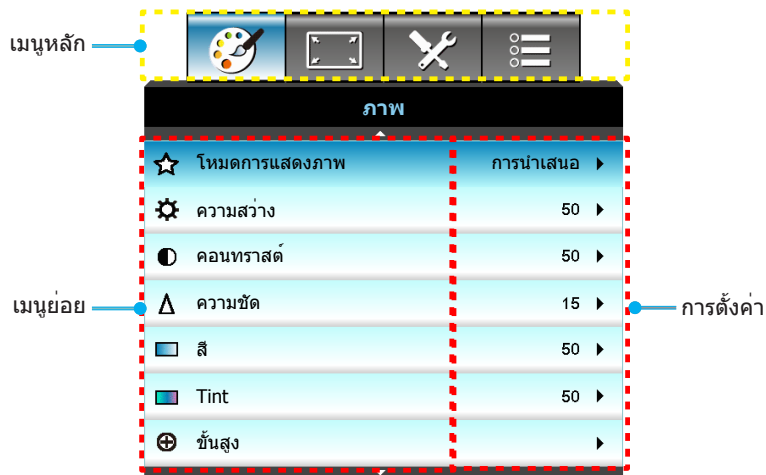 เมนูหลัก
ภาพ
โหมดการแสดงภาพ การนำเสนอ
ความสว่าง 50
คอนทราสต์ 50
ความชัด 15
สี 50
Tint 50
ขั้นสูง
เมนูย่อย
การตั้งค่า